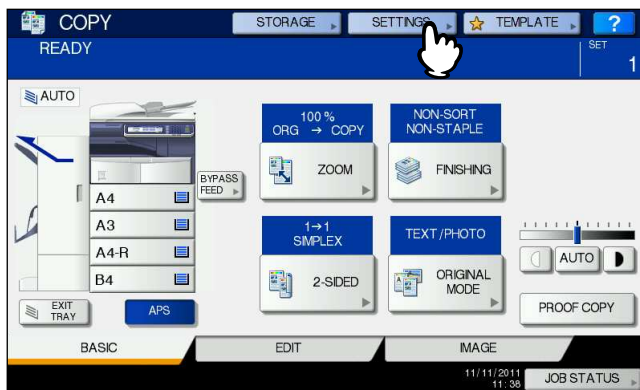 COPY
STORAGE
SETTINGS
TEMPLATE
?
READY
SET
1
AUTO
100 %
ORG → COPY
NON-SORT
NON-STAPLE
ZOOM
FINISHING
BYPASS
FEED
A4
A3
A4-R
B4
1→1
SIMPLEX
TEXT/PHOTO
2-SIDED
ORIGINAL
MODE
AUTO
EXIT
TRAY
APS
PROOF COPY
BASIC
EDIT
IMAGE
11/11/2011
11:38
JOB STATUS